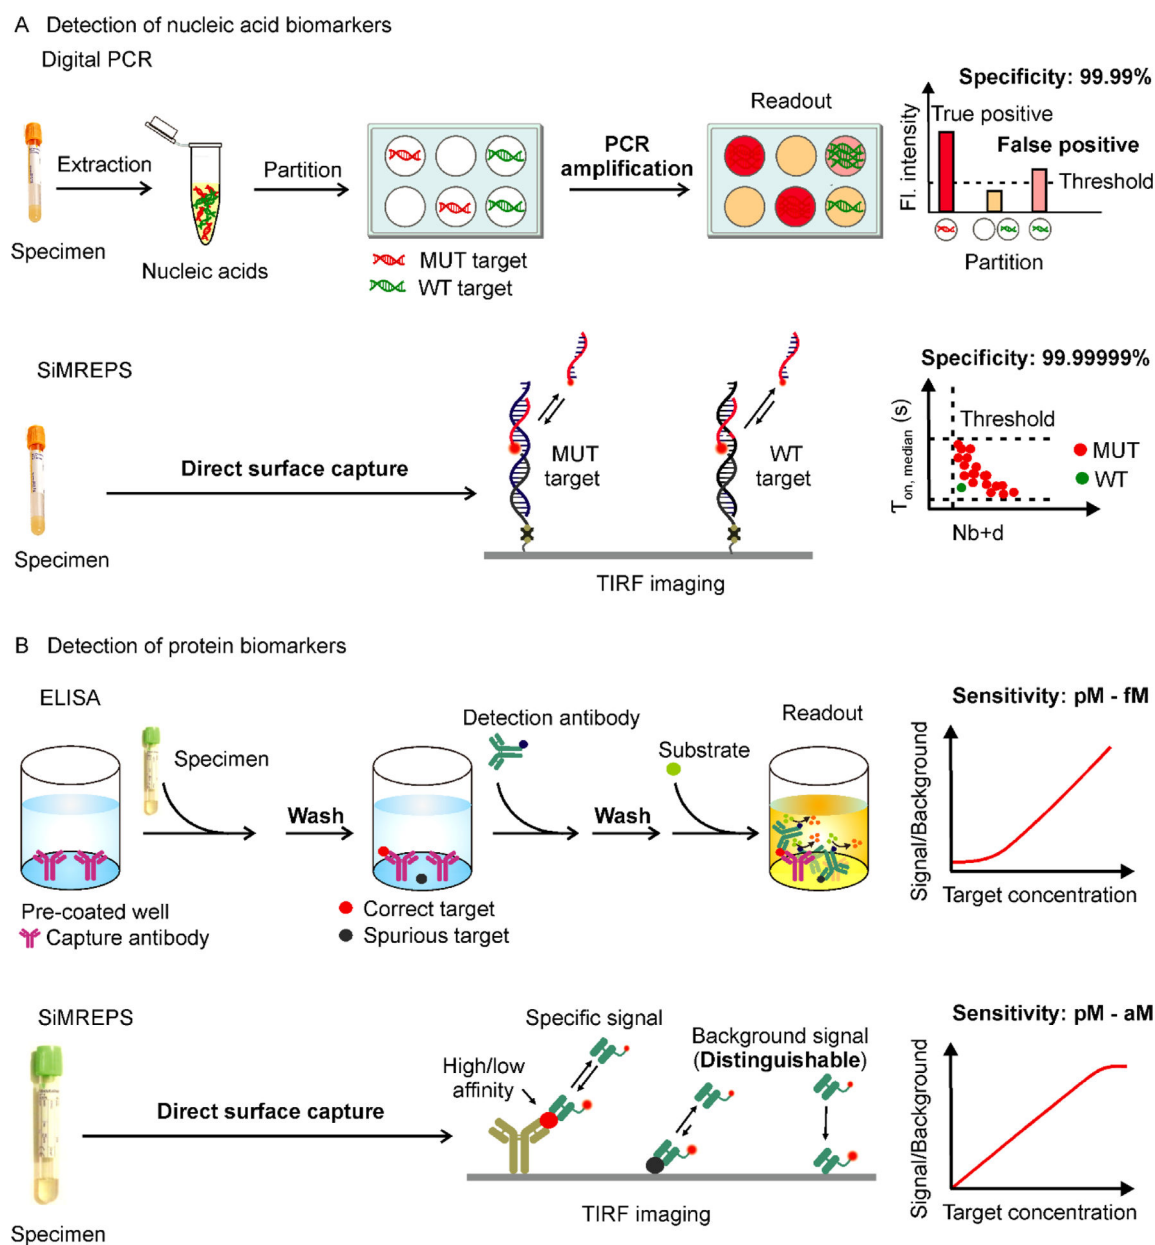 A Detection of nucleic acid biomarkers
Digital PCR
Specimen
Extraction
Nucleic acids
Partition
MUT target
WT target
PCR
amplification
Readout
Specificity: 99.99%
True positive
False positive
Threshold
Fl. intensity
Partition
SiMREPS
Specimen
Direct surface capture
MUT
target
WT
target
TIRF imaging
Specificity: 99.99999%
Threshold
MUT
WT
τon, median (s)
Nb+d
B Detection of protein biomarkers
ELISA
Specimen
Wash
Detection antibody
Wash
Substrate
Readout
Pre-coated well
Capture antibody
Correct target
Spurious target
Sensitivity: pM - fM
Signal/Background
Target concentration
SiMREPS
Specimen
Direct surface capture
Specific signal
High/low
affinity
Background signal
(Distinguishable)
TIRF imaging
Sensitivity: pM - aM
Signal/Background
Target concentration